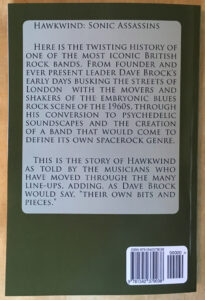 Hawkwind: Sonic Assassins
Here is the twisting history of
one of the most iconic British
rock bands. From founder and
ever present leader Dave Brock's
early days busking the streets of
London with the movers and
shakers of the embryonic blues
rock scene of the 1960s, through
his conversion to psychedelic
soundscapes and the creation
of a band that would come to
define its own spacerock genre.
This is the story of Hawkwind
as told by the musicians who
have moved through the many
line-ups, adding, as Dave Brock
would say, "their own bits and
pieces."
90000 >